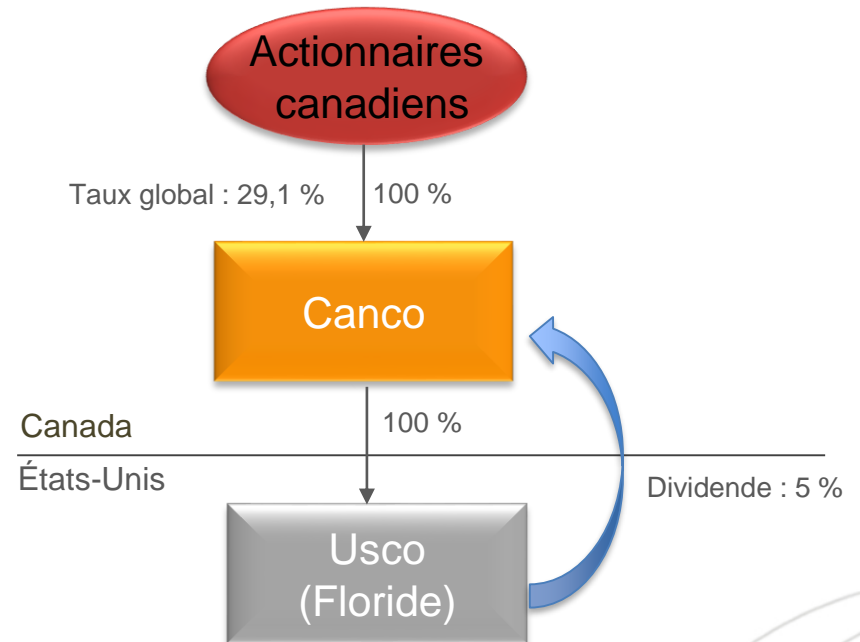 Actionnaires
canadiens
Taux global : 29,1 %
100 %
Canco
100 %
Canada
États-Unis
Dividende : 5 %
Usco
(Floride)